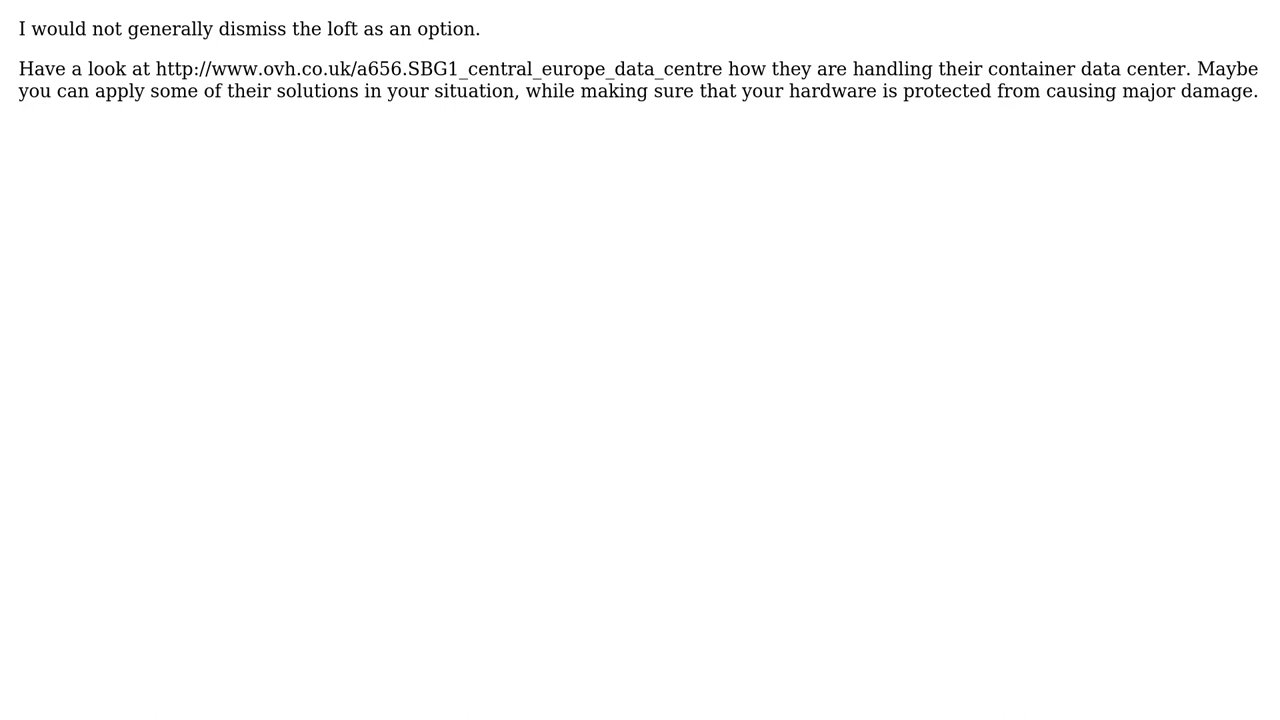 I would not generally dismiss the loft as an option.
Have a look at http://www.ovh.co.uk/a656.SBG1_central_europe_data_centre how they are handling their container data center. Maybe
you can apply some of their solutions in your situation, while making sure that your hardware is protected from causing major damage.